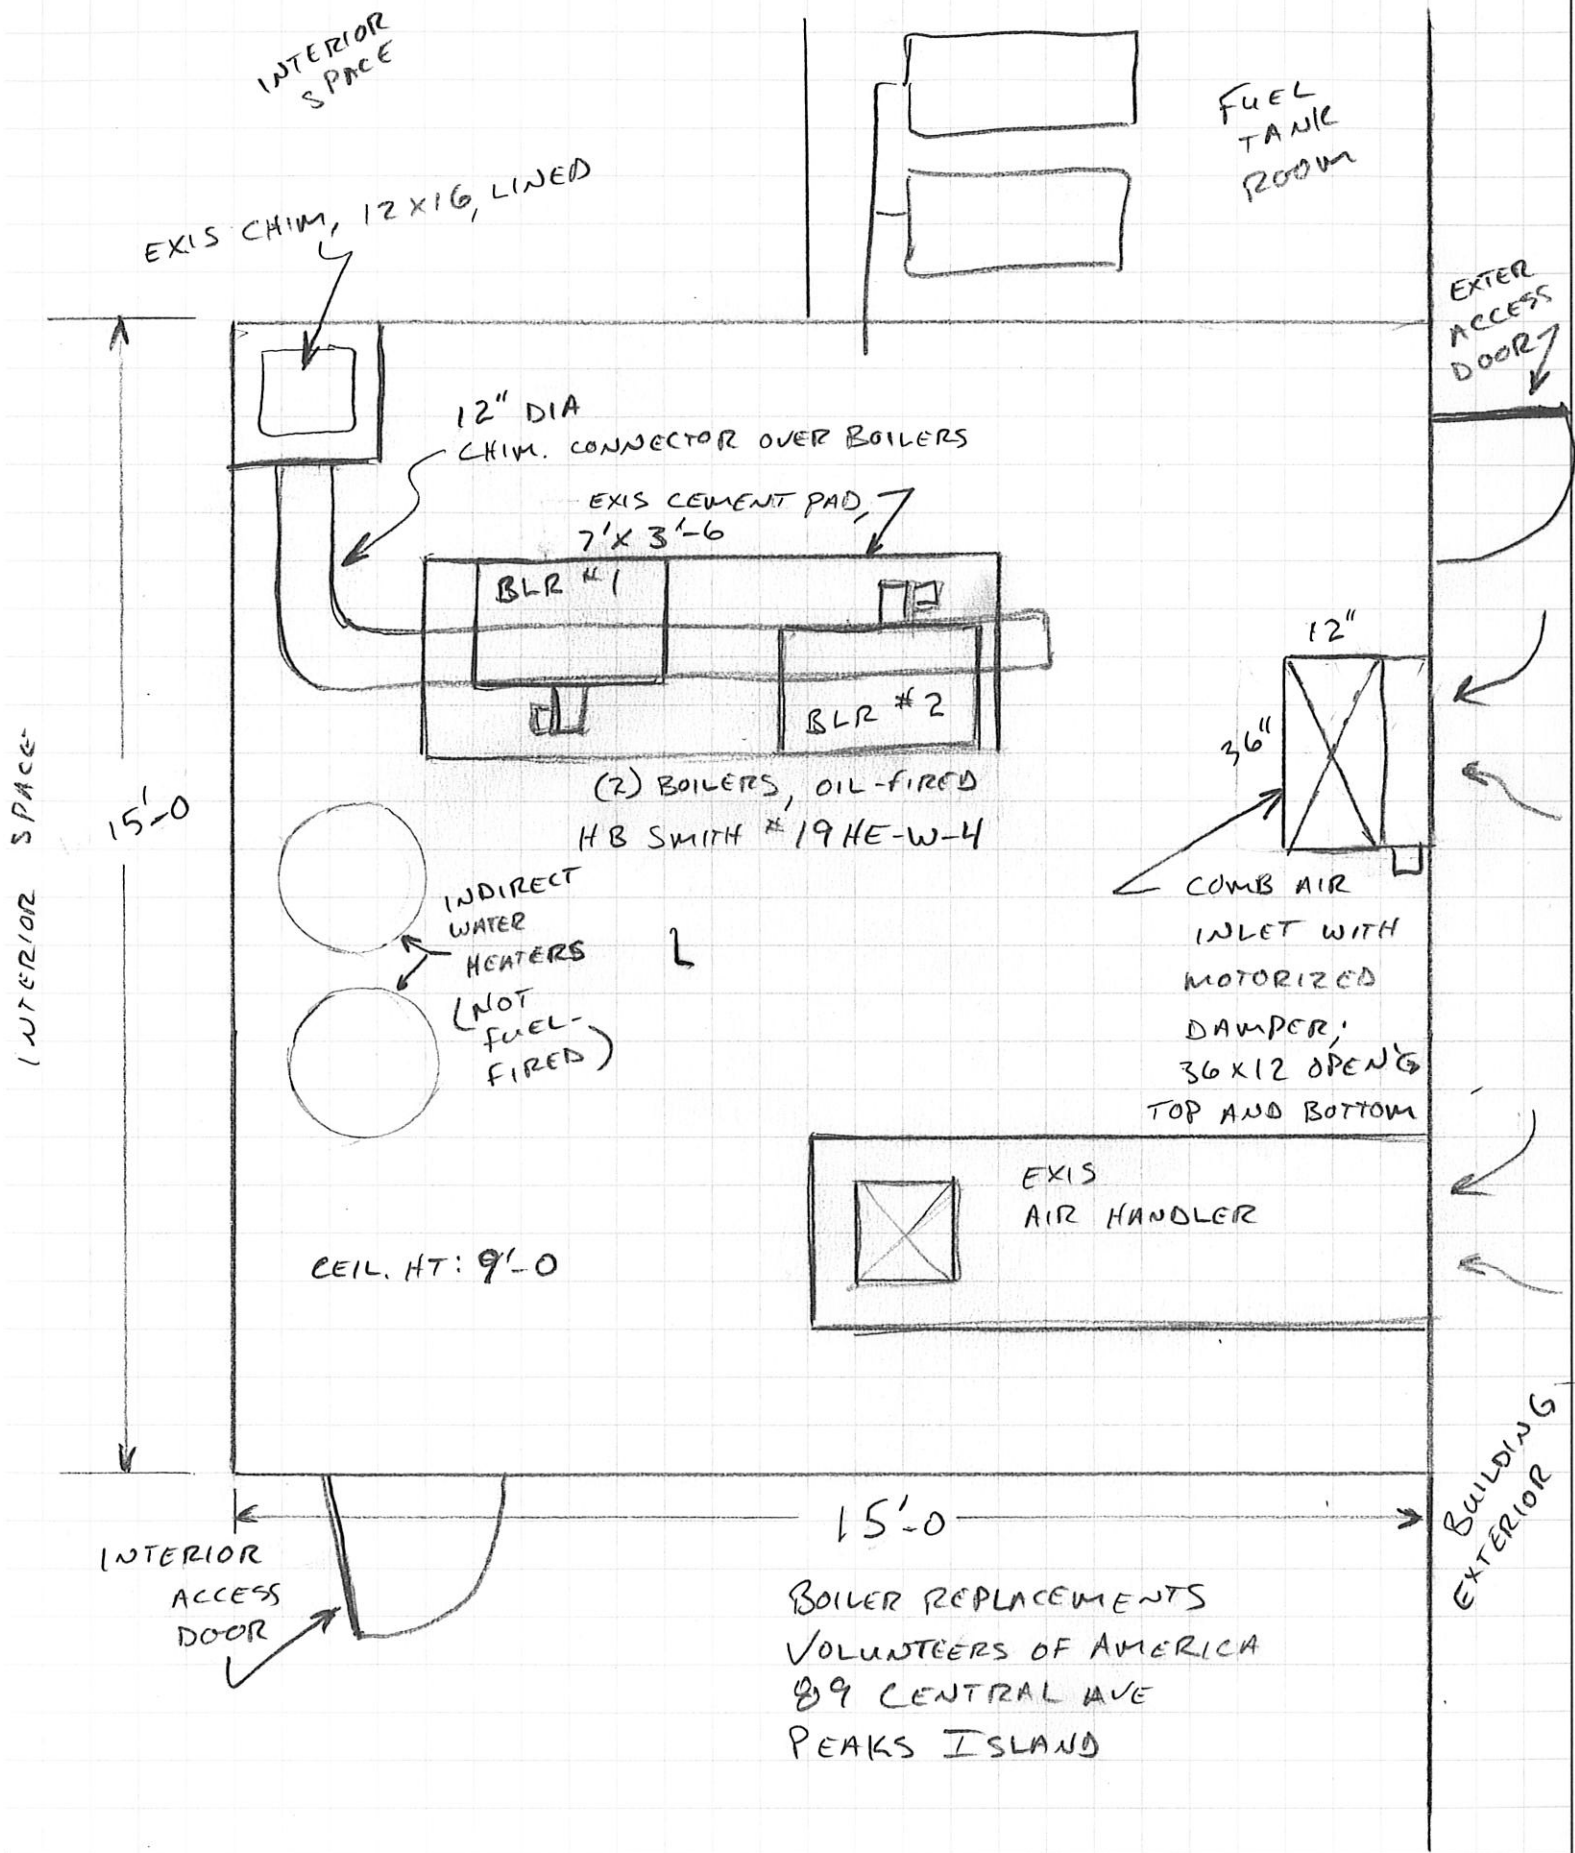 INTERIOR
SPACE
FUEL
TANK
ROOM
EXIS CHIM, 12X16, LINED
EXTER
ACCESS
DOOR
12" DIA
CHIM. CONNECTOR OVER BOILERS
EXIS CEMENT PAD,
7'X 3'-6
BLR #1
BLR #2
12"
36"
(2) BOILERS, OIL-FIRED
HB SMITH #19HE-W-4
INTERIOR SPACE
15'-0
INDIRECT
WATER
HEATERS
(NOT
FUEL-
FIRED)
L
COMB AIR
INLET WITH
MOTORIZED
DAMPER;
36X12 OPEN'G
TOP AND BOTTOM
EXIS
AIR HANDLER
CEIL. HT: 9'-0
BUILDING
EXTERIOR
15'-0
INTERIOR
ACCESS
DOOR
BOILER REPLACEMENTS
VOLUNTEERS OF AMERICA
89 CENTRAL AVE
PEAKS ISLAND